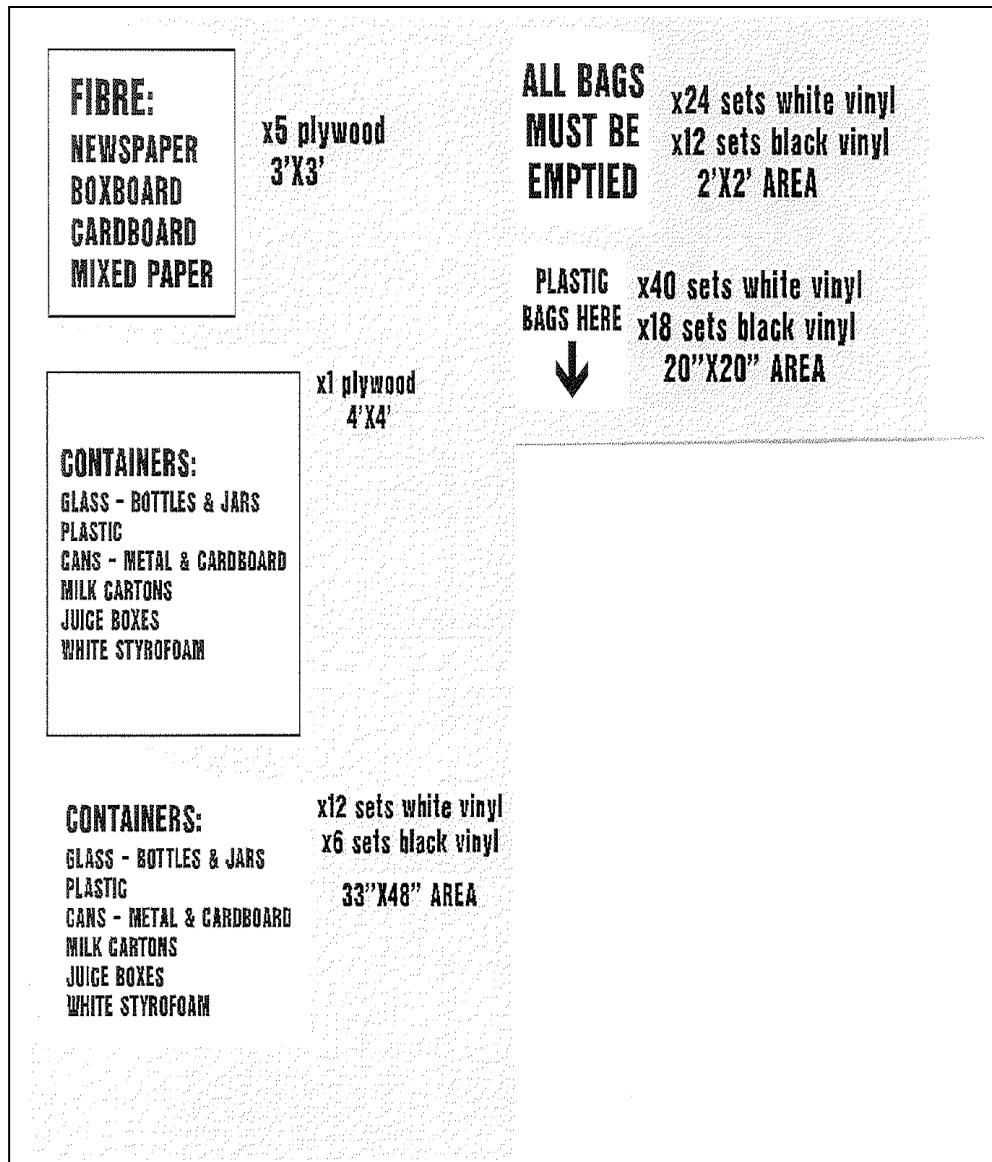 FIBRE:
NEWSPAPER
BOXBOARD
CARDBOARD
MIXED PAPER
x5 plywood
3'X3'
x1 plywood
4'X4'
CONTAINERS:
GLASS - BOTTLES & JARS
PLASTIC
CANS - METAL & CARDBOARD
MILK CARTONS
JUICE BOXES
WHITE STYROFOAM
CONTAINERS:
GLASS - BOTTLES & JARS
PLASTIC
CANS - METAL & CARDBOARD
MILK CARTONS
JUICE BOXES
WHITE STYROFOAM
x12 sets white vinyl
x6 sets black vinyl
33"X48" AREA
ALL BAGS
MUST BE
EMPTIED
x24 sets white vinyl
x12 sets black vinyl
2'X2' AREA
PLASTIC
BAGS HERE
x40 sets white vinyl
x18 sets black vinyl
20"X20" AREA